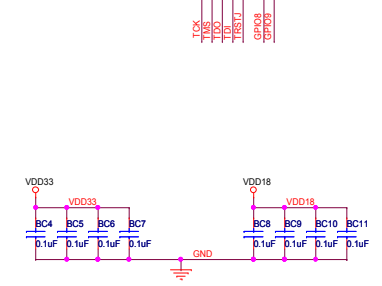 TCK
TMS
TDO
TDI
TRSTJ
GPIO8
GPIO9
VDD33
VDD18
VDD33
VDD18
BC4 BC5 BC6 BC7
BC8 BC9 BC10 BC11
0.1uF 0.1uF 0.1uF 0.1uF
0.1uF 0.1uF 0.1uF 0.1uF
GND